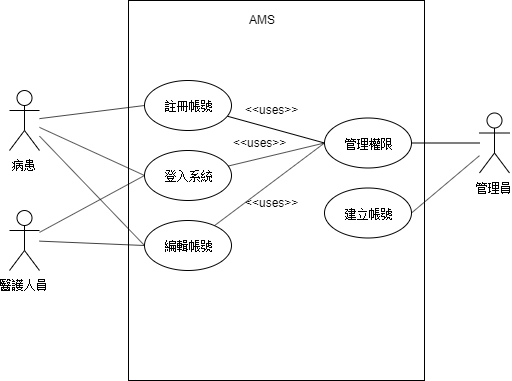 AMS
註冊帳號
<<uses>>
管理權限
<<uses>>
病患
登入系統
管理員
<<uses>>
建立帳號
編輯帳號
醫護人員